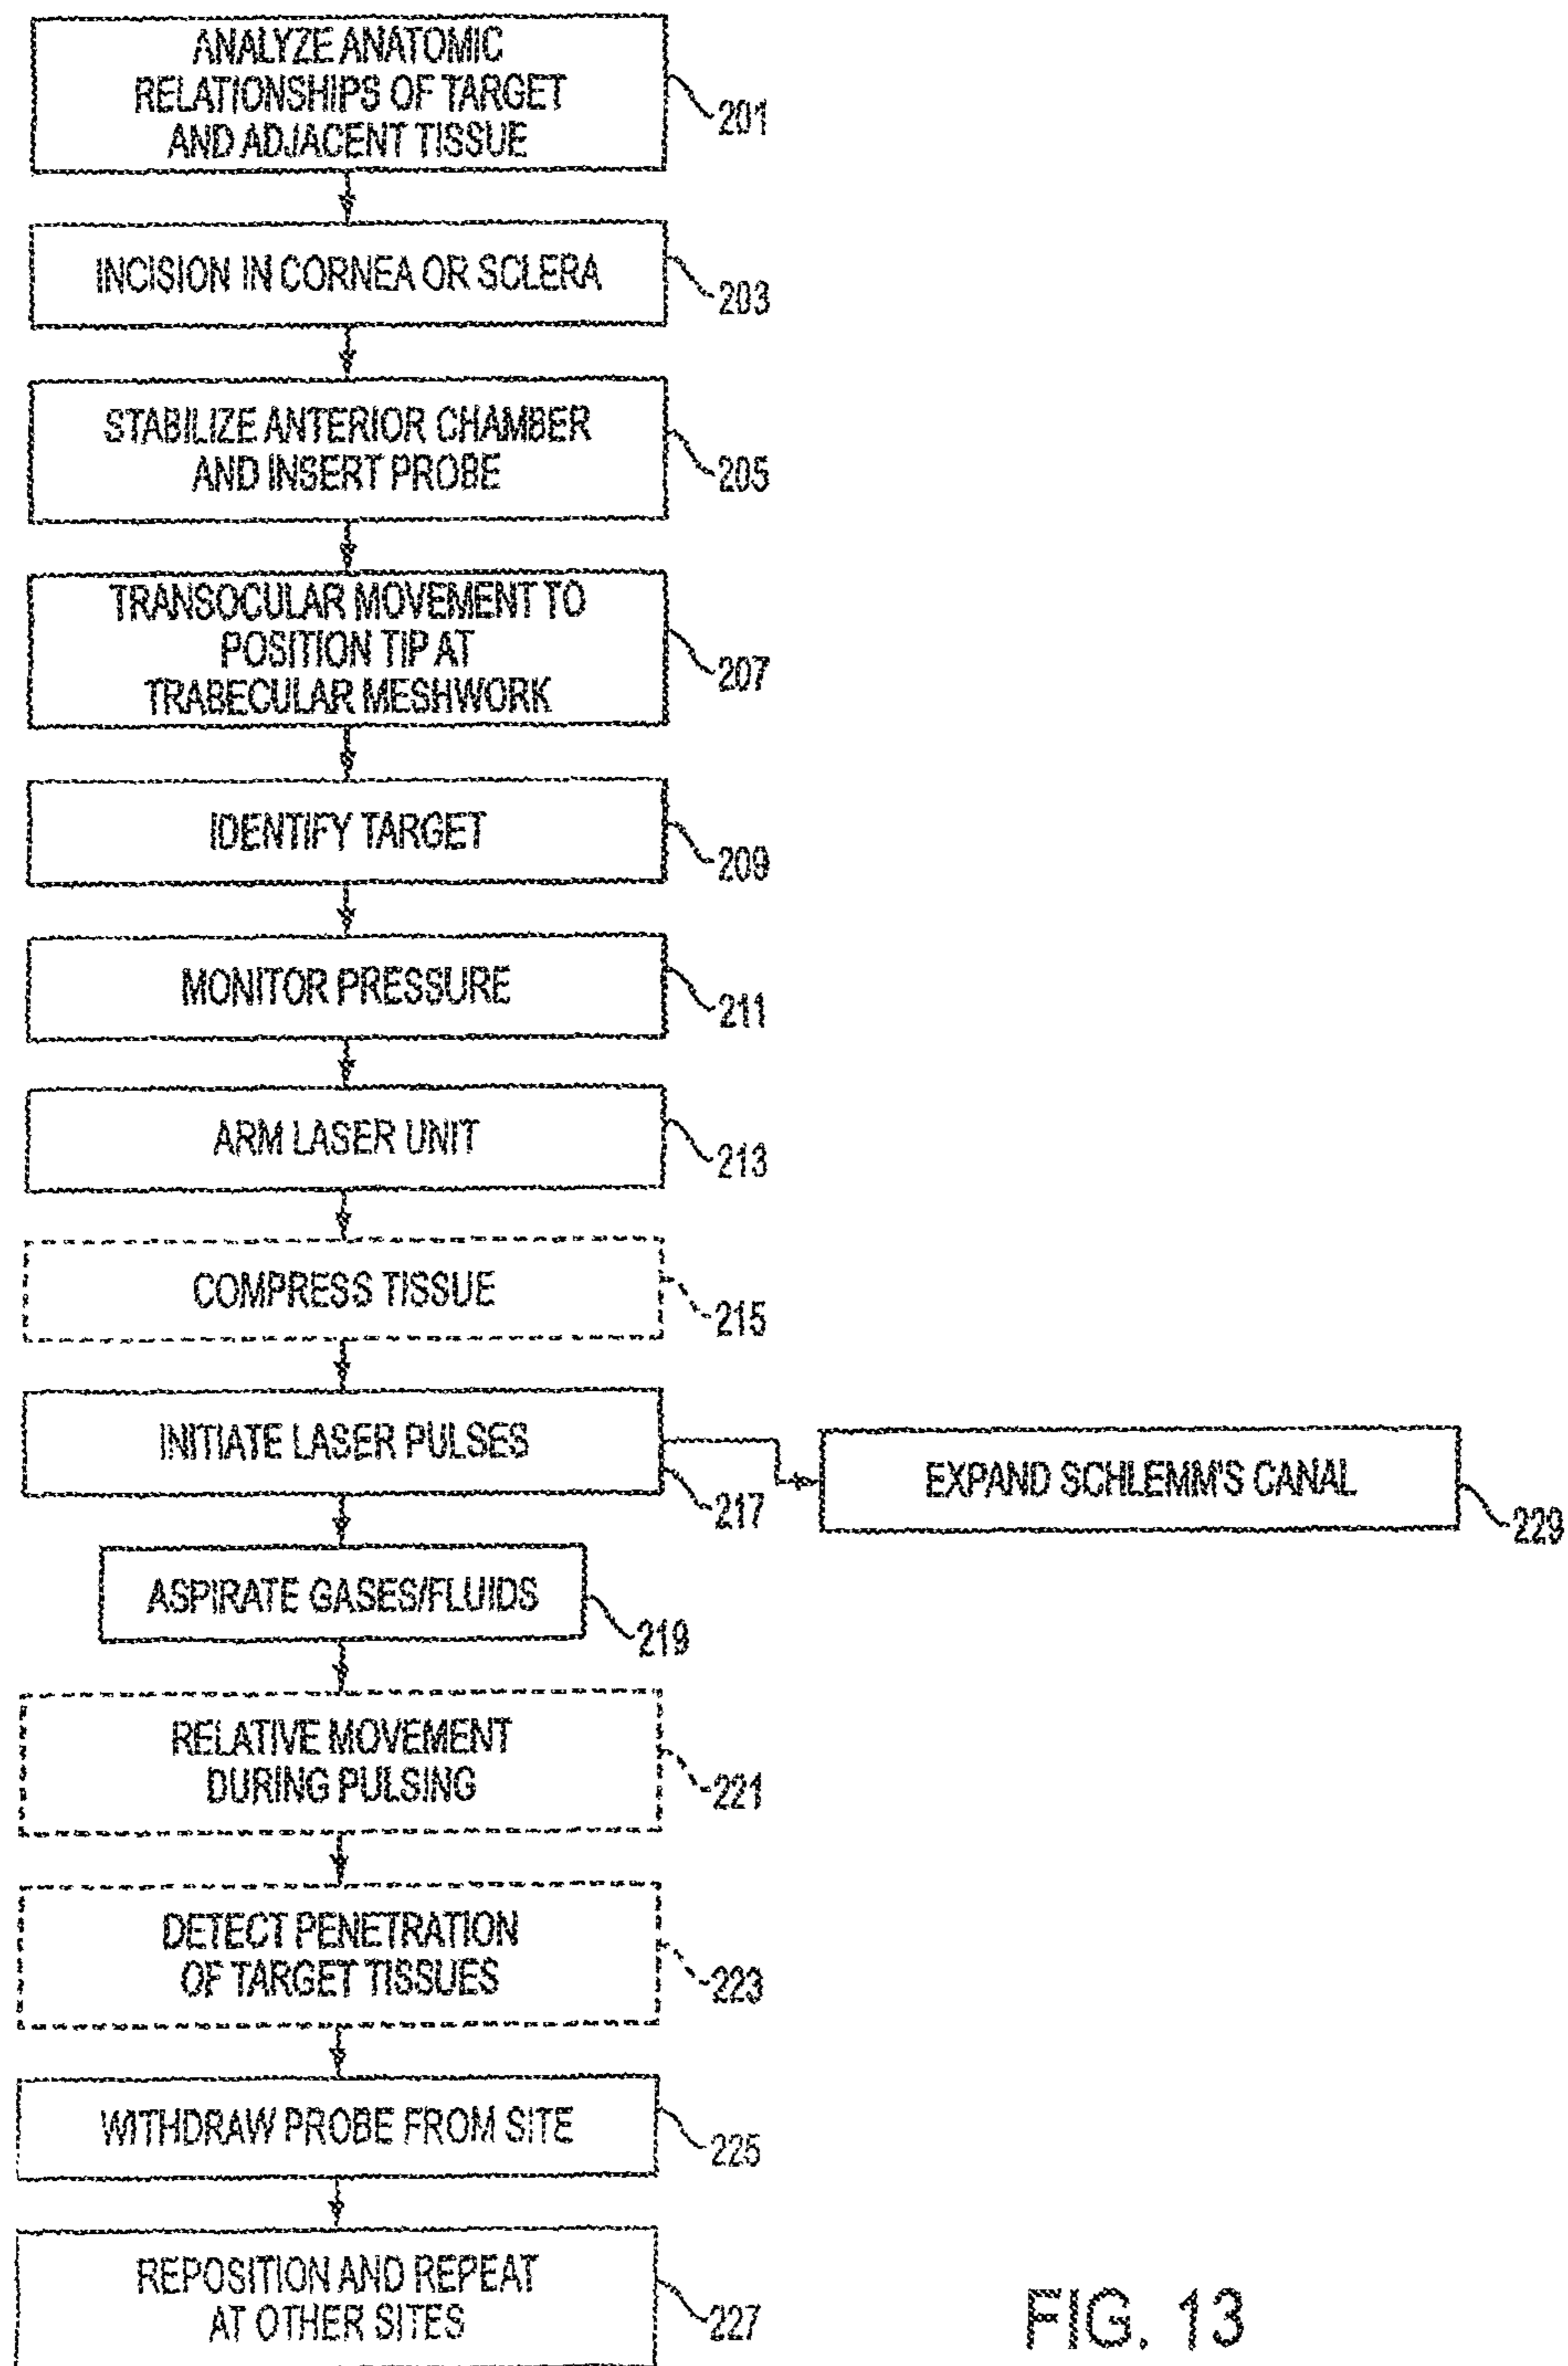 ANALYZE ANATOMIC
RELATIONSHIPS OF TARGET
AND ADJACENT TISSUE
201
INCISION IN CORNEA OR SCLERA
203
STABILIZE ANTERIOR CHAMBER
AND INSERT PROBE
205
TRANSOCULAR MOVEMENT TO
POSITION TIP AT
TRABECULAR MESHWORK
207
IDENTIFY TARGET
209
MONITOR PRESSURE
211
ARM LASER UNIT
213
COMPRESS TISSUE
215
INITIATE LASER PULSES
217
EXPAND SCHLEMM'S CANAL
229
ASPIRATE GASES/FLUIDS
219
RELATIVE MOVEMENT
DURING PULSING
221
DETECT PENETRATION
OF TARGET TISSUES
223
WITHDRAW PROBE FROM SITE
225
REPOSITION AND REPEAT
AT OTHER SITES
227
FIG. 13